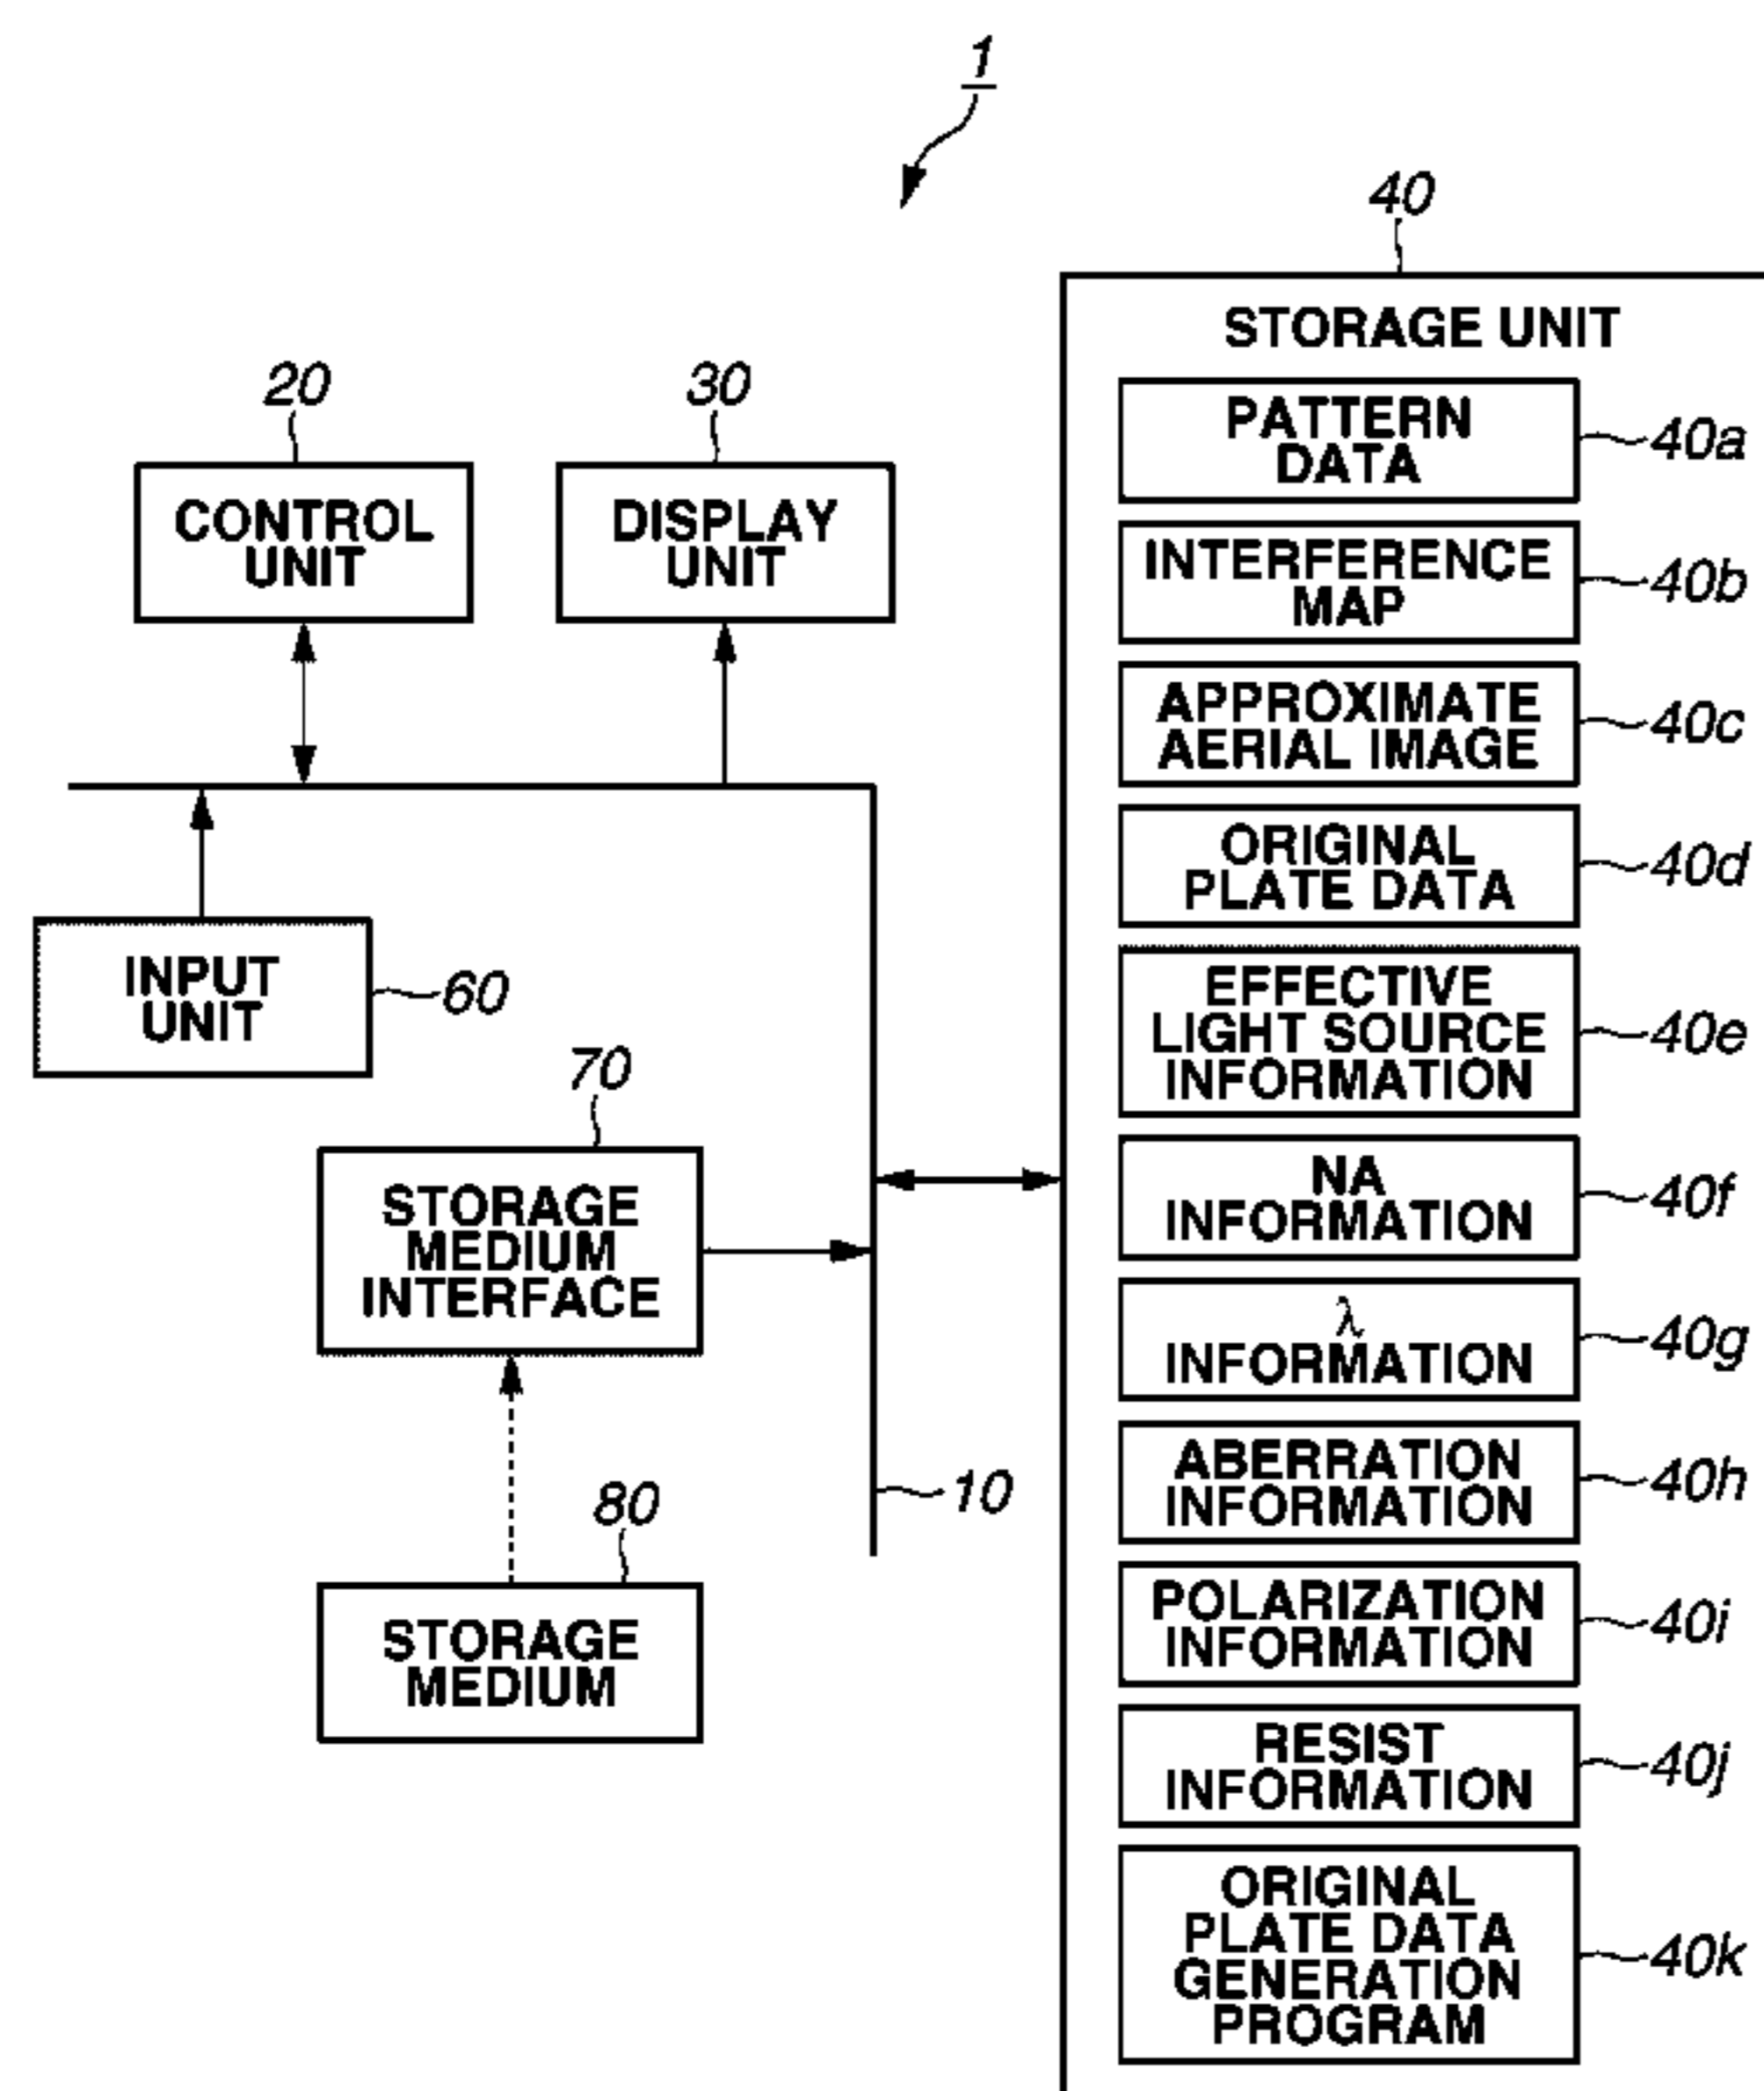 1
40
STORAGE UNIT
20
30
PATTERN
DATA
40a
CONTROL
UNIT
DISPLAY
UNIT
INTERFERENCE
MAP
40b
APPROXIMATE
AERIAL IMAGE
40c
ORIGINAL
PLATE DATA
40d
INPUT
UNIT
60
EFFECTIVE
LIGHT SOURCE
INFORMATION
40e
70
STORAGE
MEDIUM
INTERFACE
NA
INFORMATION
40f
λ
INFORMATION
40g
ABERRATION
INFORMATION
40h
10
80
STORAGE
MEDIUM
POLARIZATION
INFORMATION
40i
RESIST
INFORMATION
40j
ORIGINAL
PLATE DATA
GENERATION
PROGRAM
40k